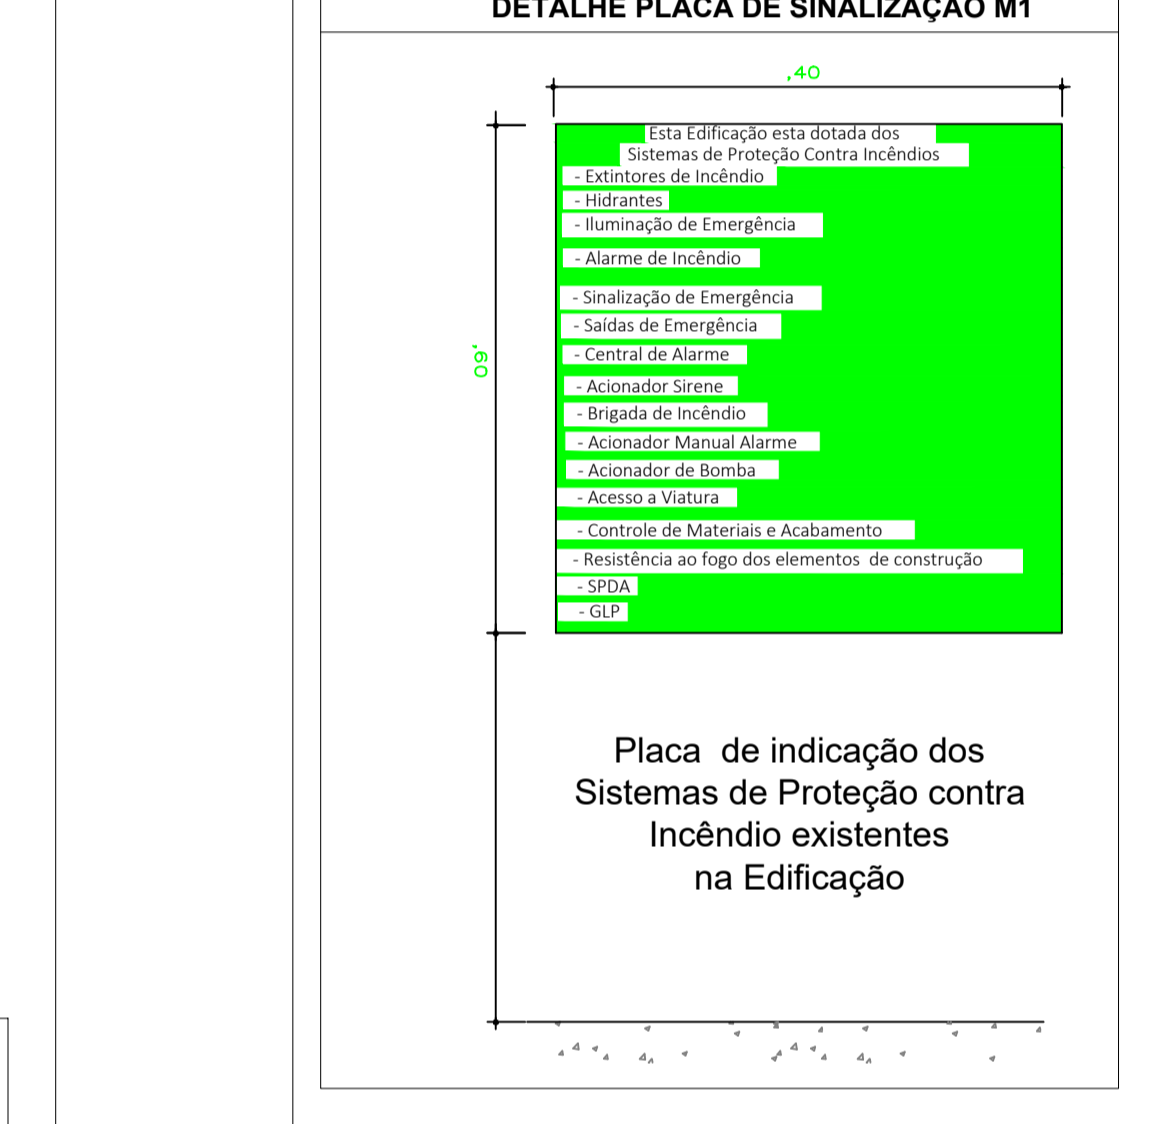 DETALHE PLACA DE SINALIZAÇÃO M1
,40
Esta Edificação esta dotada dos
Sistemas de Proteção Contra Incêndios
- Extintores de Incêndio
- Hidrantes
- Iluminação de Emergência
- Alarme de Incêndio
- Sinalização de Emergência
- Saídas de Emergência
- Central de Alarme
,60
- Acionador Sirene
- Brigada de Incêndio
- Acionador Manual Alarme
- Acionador de Bomba
- Acesso a Viatura
- Controle de Materiais e Acabamento
- Resistência ao fogo dos elementos  de construção
- SPDA
- GLP
Placa  de indicação dos
Sistemas de Proteção contra
Incêndio existentes
na Edificação